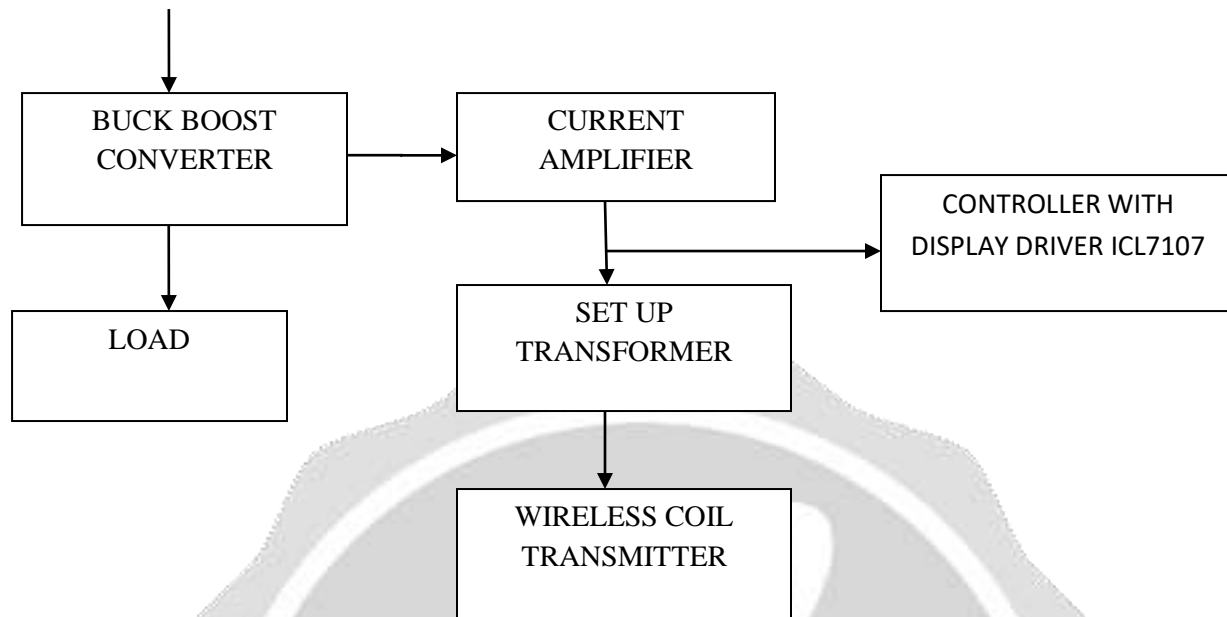 BUCK BOOST
CONVERTER
CURRENT
AMPLIFIER
CONTROLLER WITH
DISPLAY DRIVER ICL7107
LOAD
SET UP
TRANSFORMER
WIRELESS COIL
TRANSMITTER